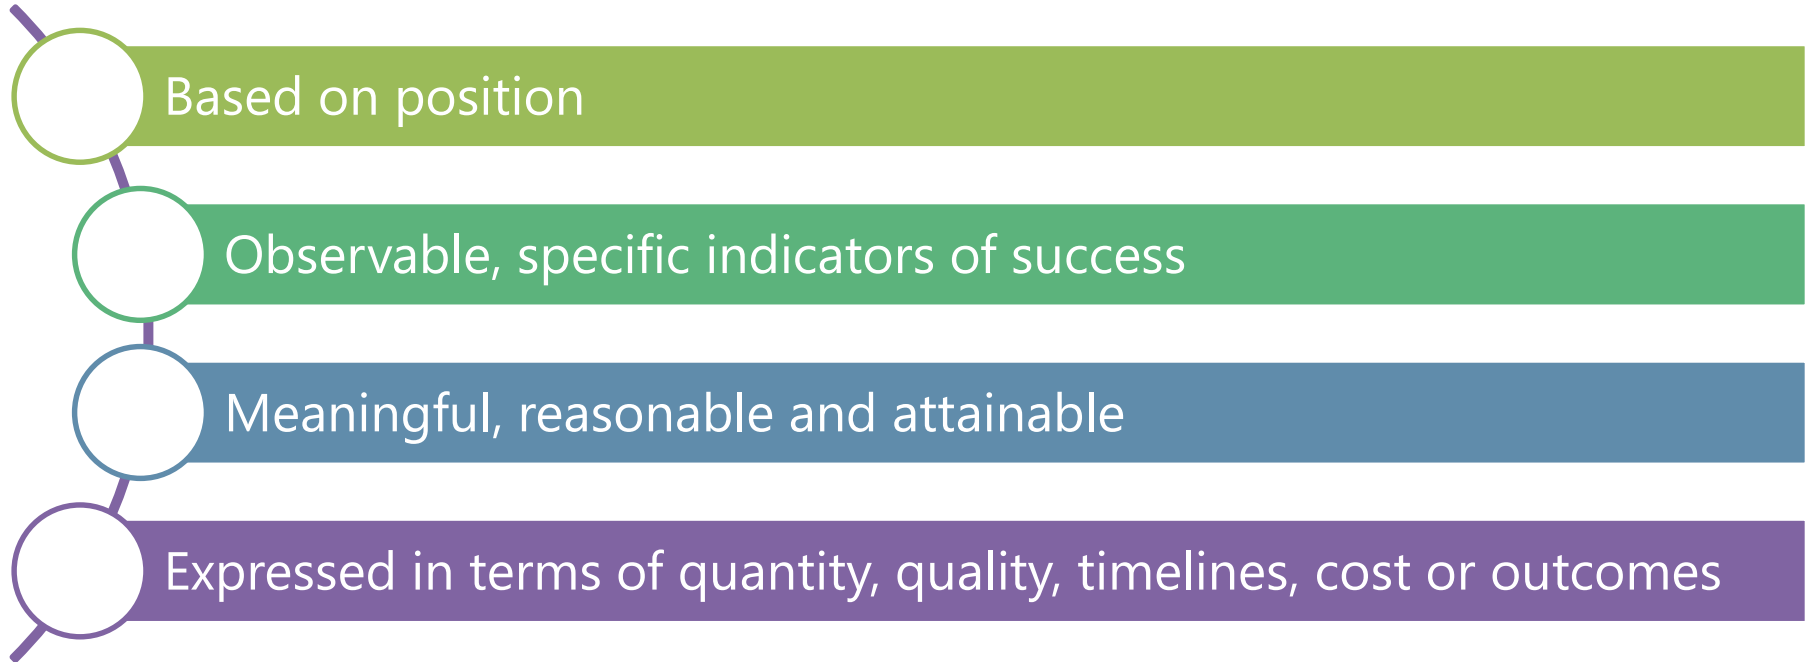 Based on position
Observable, specific indicators of success
Meaningful, reasonable and attainable
Expressed in terms of quantity, quality, timelines, cost or outcomes